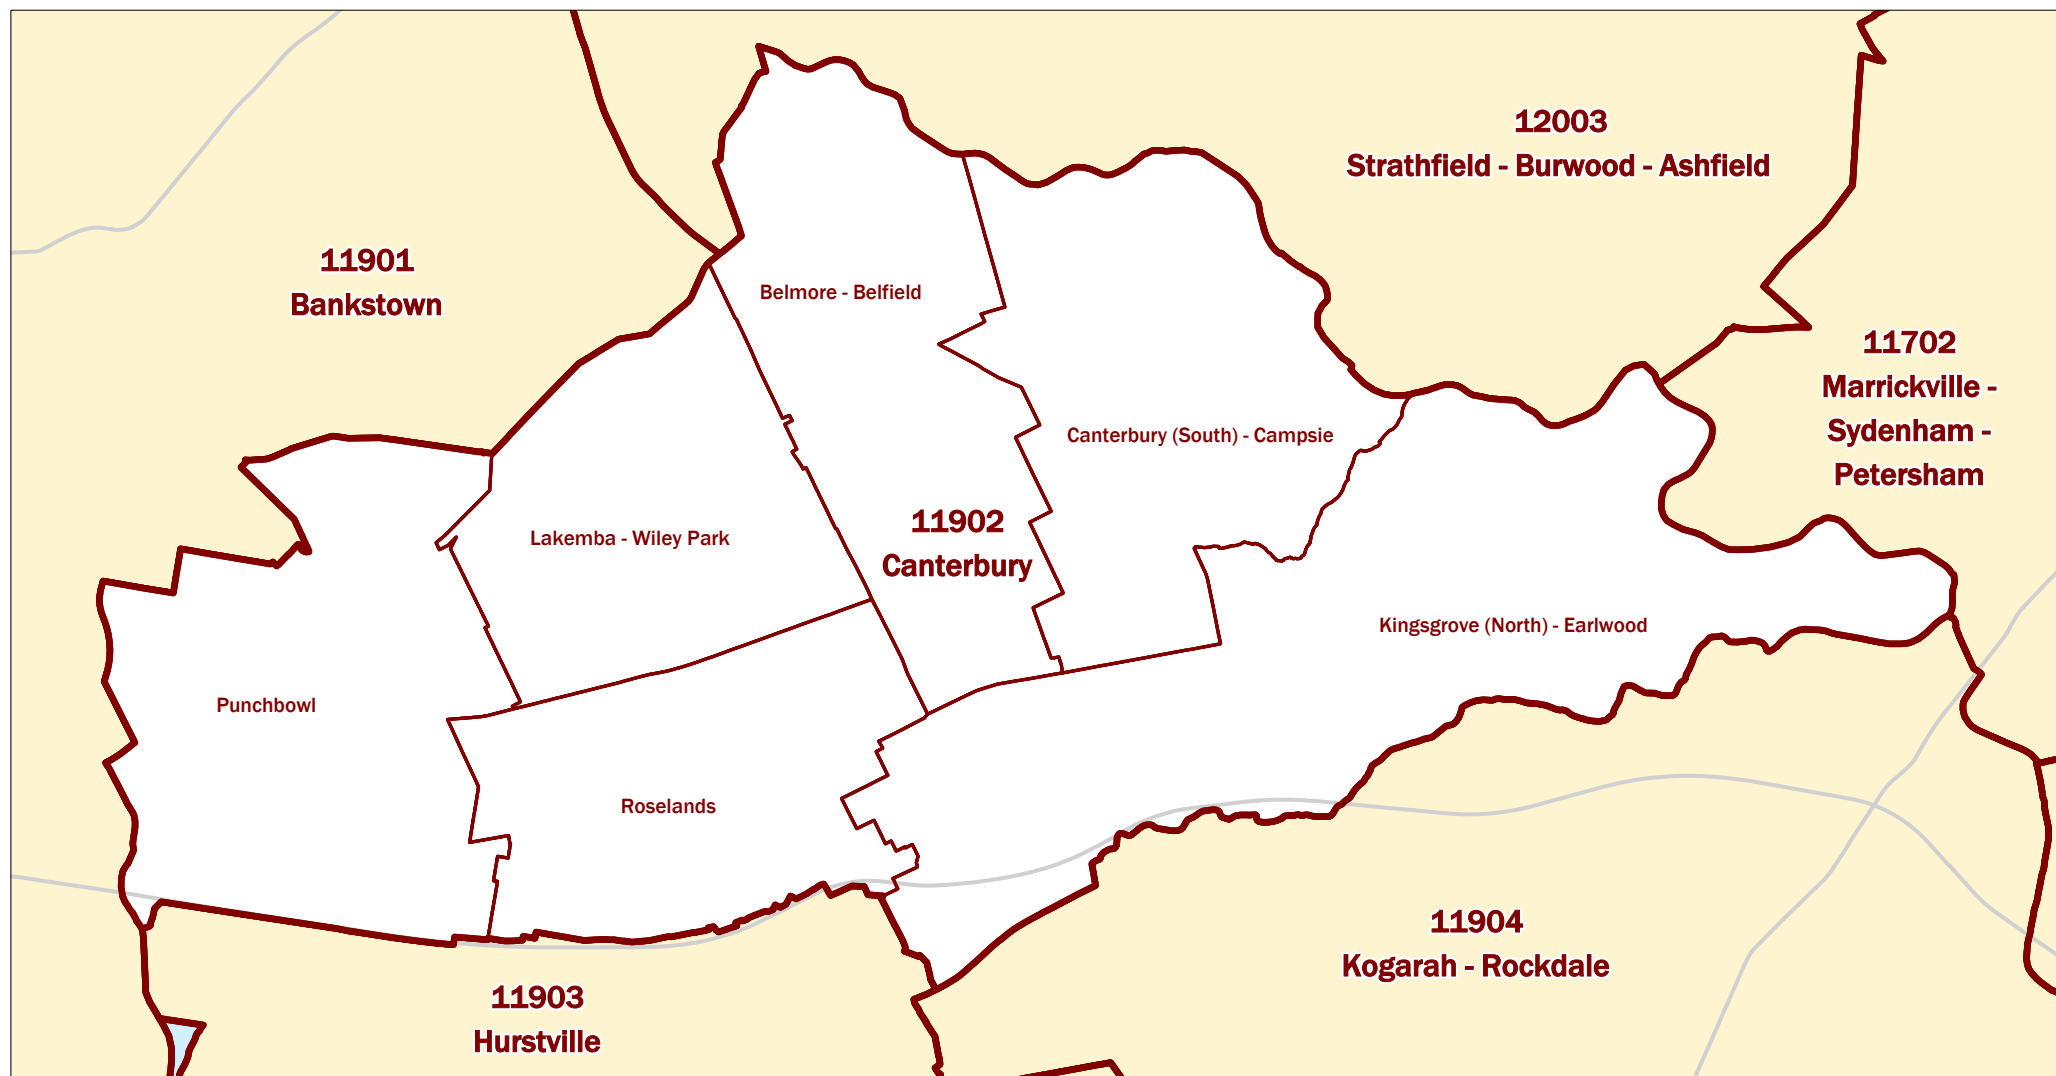 12003
Strathfield - Burwood - Ashfield
11901
Bankstown
Belmore - Belfield
11702
Marrickville -
Sydenham -
Petersham
Canterbury (South) - Campsie
Lakemba - Wiley Park
11902
Canterbury
Kingsgrove (North) - Earlwood
Punchbowl
Roselands
11904
Kogarah - Rockdale
11903
Hurstville